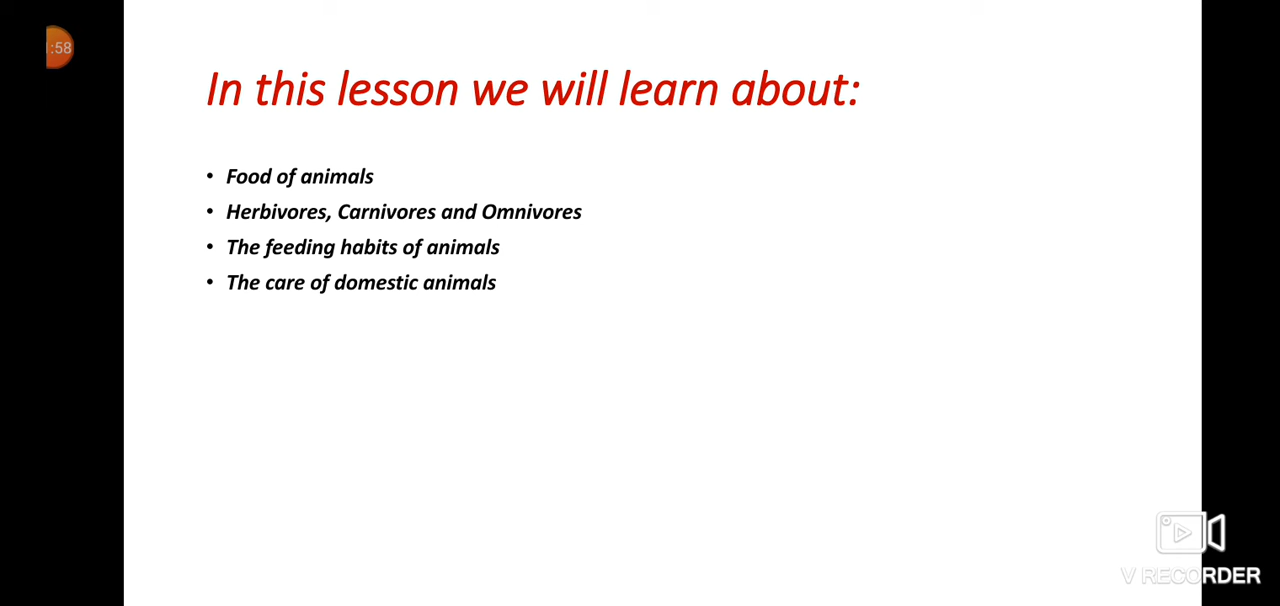 :58
In this lesson we will learn about:
• Food of animals
• Herbivores, Carnivores and Omnivores
• The feeding habits of animals
• The care of domestic animals
V RECORDER